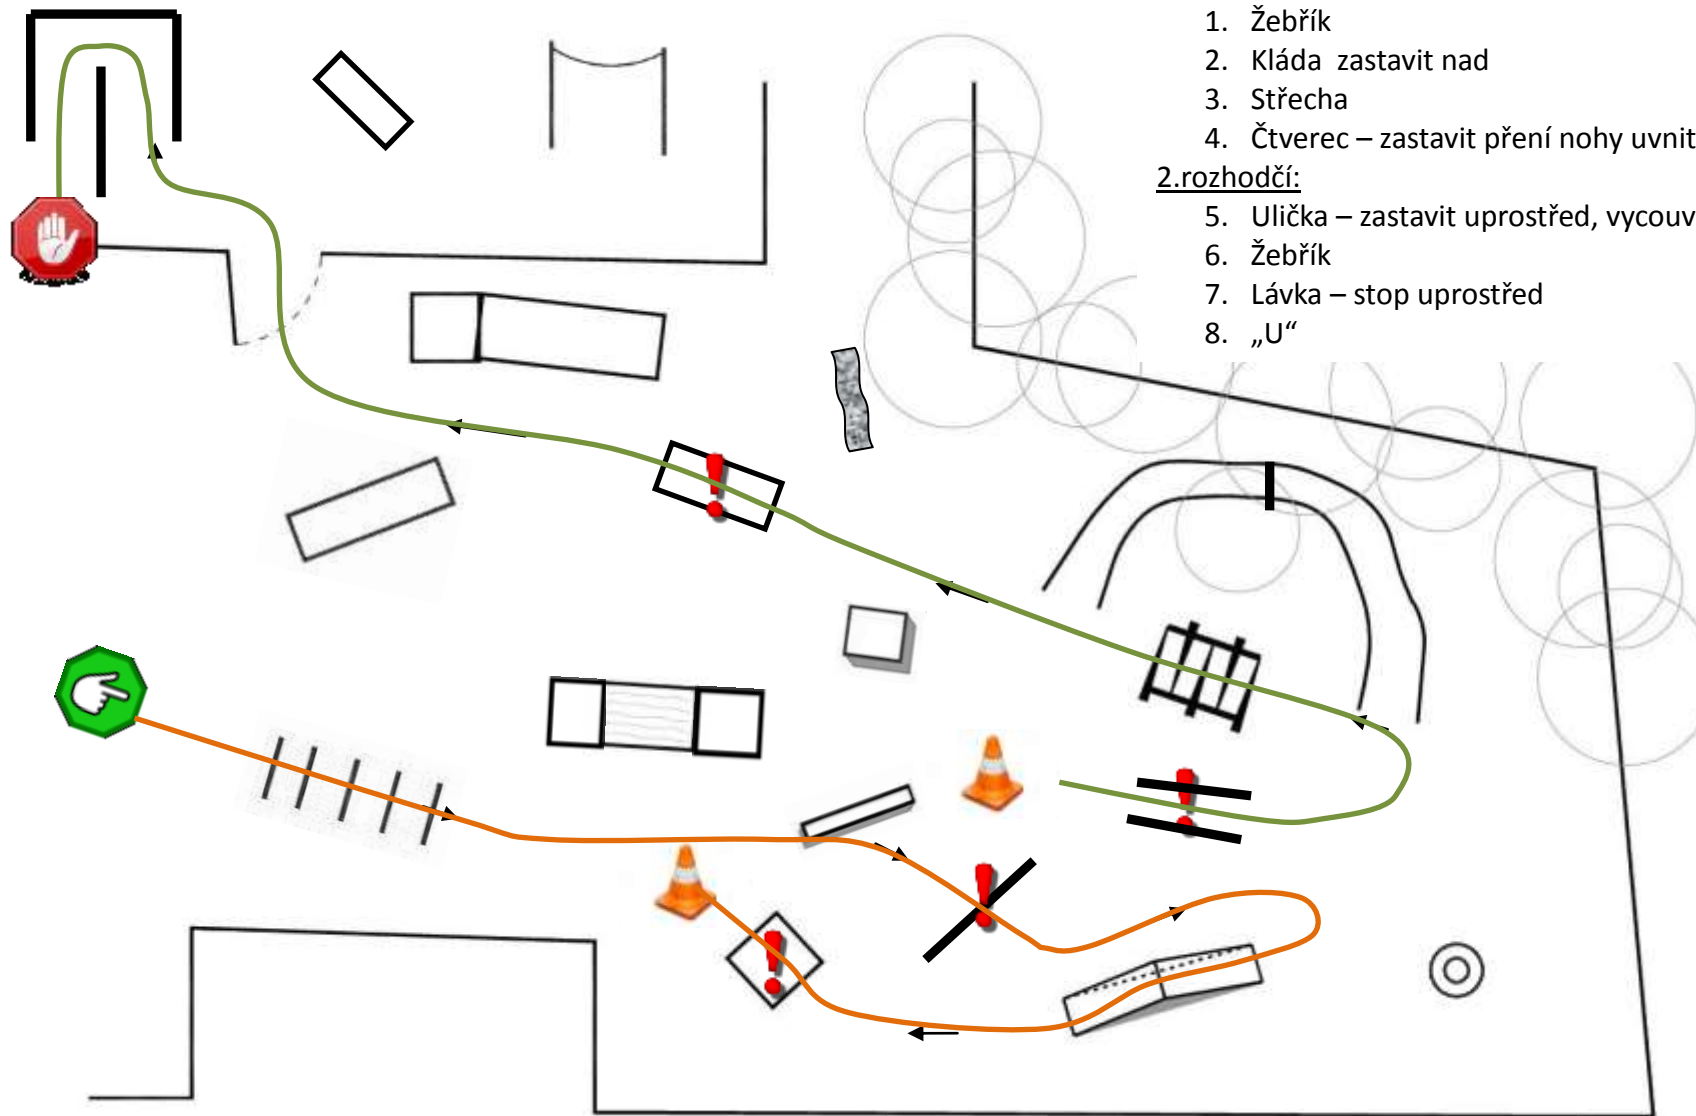 1. Žebřík
2. Kláda zastavit nad
3. Střecha
4. Čtverec – zastavit pření nohy uvnit
2.rozhodčí:
5. Ulička – zastavit uprostřed, vycouv
6. Žebřík
7. Lávka – stop uprostřed
8. „U“